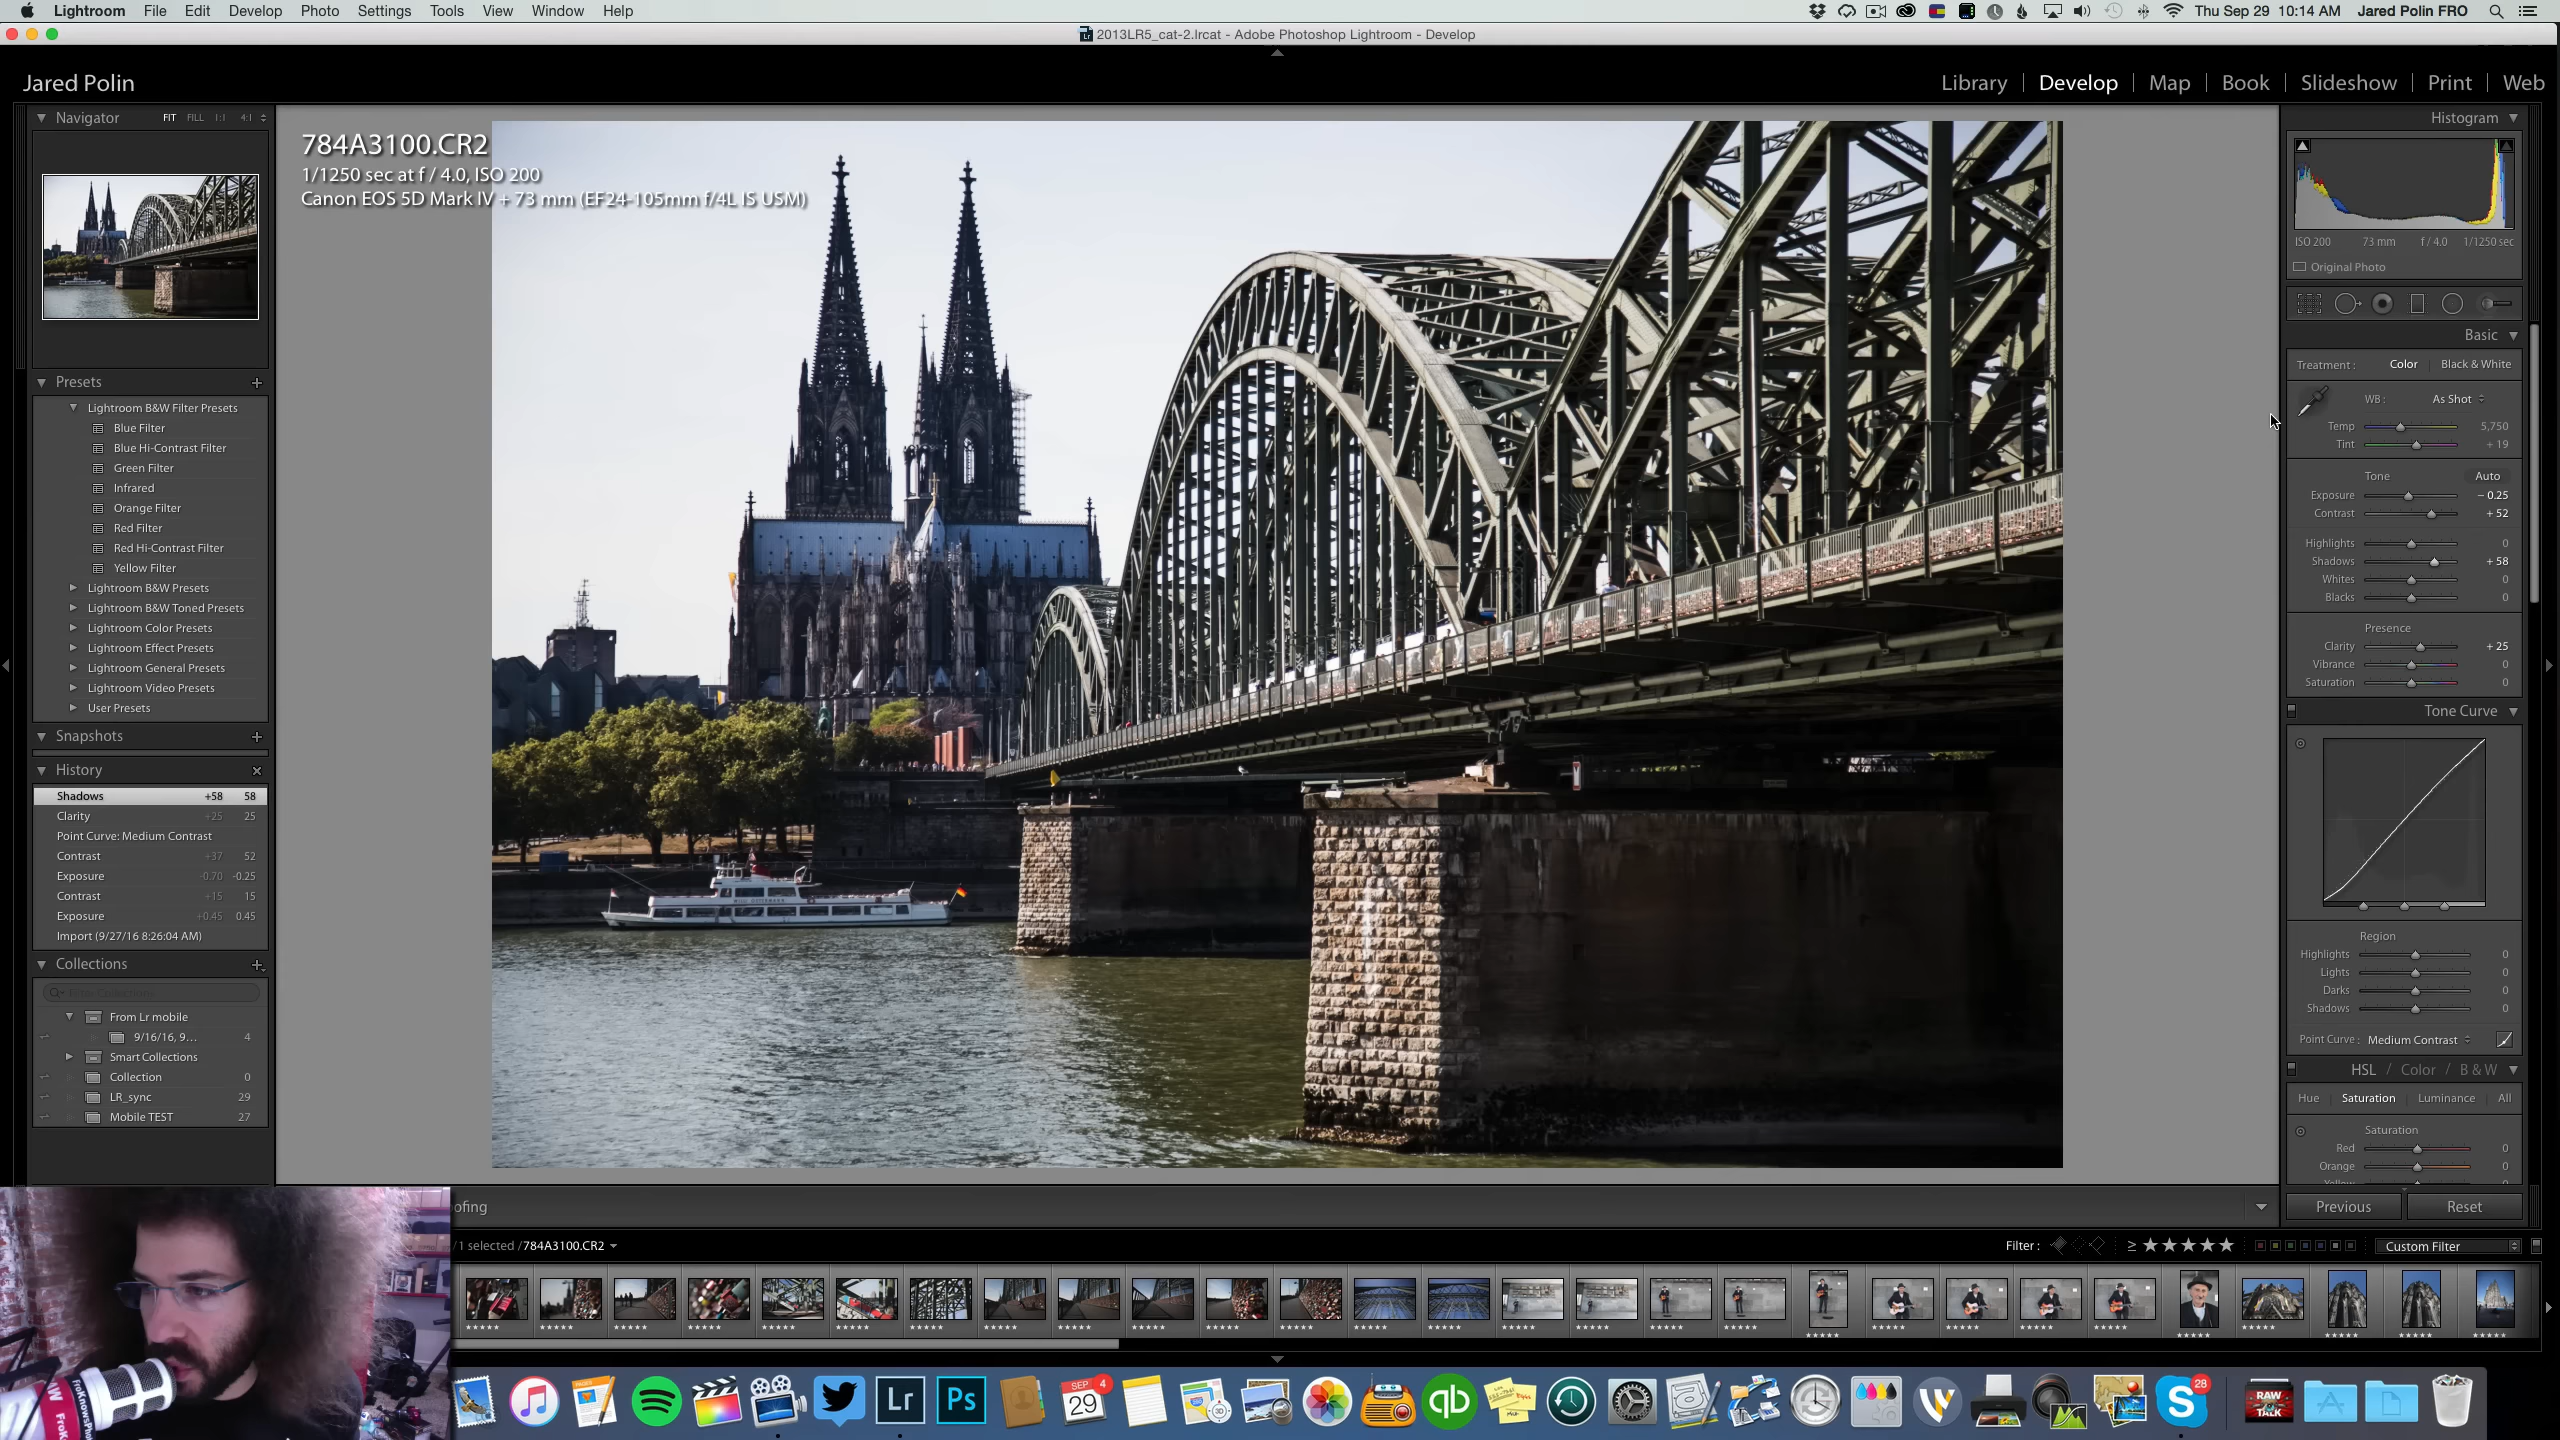 Lightroom File Edit Develop Photo Settings Tools View Window Help
Thu Sep 29 10:14 AM Jared Polin FRO
2013LR5_cat-2.lrcat - Adobe Photoshop Lightroom - Develop
Jared Polin
Library | Develop | Map | Book | Slideshow | Print | Web
Navigator FIT FILL 1:1 4:1
Presets
Lightroom B&W Filter Presets
Blue Filter
Blue Hi-Contrast Filter
Green Filter
Infrared
Orange Filter
Red Filter
Red Hi-Contrast Filter
Yellow Filter
Lightroom B&W Presets
Lightroom B&W Toned Presets
Lightroom Color Presets
Lightroom Effect Presets
Lightroom General Presets
Lightroom Video Presets
User Presets
Snapshots
History
Shadows +58 58
Clarity +25 25
Point Curve: Medium Contrast
Contrast +37 52
Exposure -0.70 -0.25
Contrast +15 15
Exposure +0.45 0.45
Import (9/27/16 8:26:04 AM)
Collections
From Lr mobile
9/16/16, 9... 4
Smart Collections
Collection 0
LR_sync 29
Mobile TEST 27
784A3100.CR2
1/1250 sec at f / 4.0, ISO 200
Canon EOS 5D Mark IV + 73 mm (EF24-105mm f/4L IS USM)
Histogram
ISO 200 73 mm f / 4.0 1/1250 sec
Original Photo
Basic
Treatment : Color | Black & White
WB : As Shot
Temp 5,750
Tint + 19
Tone Auto
Exposure − 0.25
Contrast + 52
Highlights 0
Shadows + 58
Whites 0
Blacks 0
Presence
Clarity + 25
Vibrance 0
Saturation 0
Tone Curve
Region
Highlights 0
Lights 0
Darks 0
Shadows 0
Point Curve : Medium Contrast
HSL / Color / B & W
Hue Saturation Luminance All
Saturation
Red 0
Orange 0
Yellow 0
Previous Reset
ofing
/1 selected /784A3100.CR2
Filter : ≥ ★★★★★ Custom Filter
PAGES
Lr Ps
SEP 4
29
qb
28
RAW
TALK